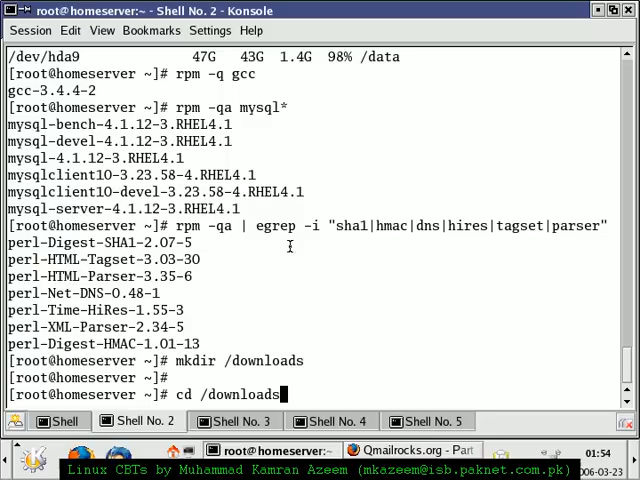 root@homeserver:~ - Shell No. 2 - Konsole
Session Edit View Bookmarks Settings Help
/dev/hda9 47G 43G 1.4G 98% /data
[root@homeserver ~]# rpm -q gcc
gcc-3.4.4-2
[root@homeserver ~]# rpm -qa mysql*
mysql-bench-4.1.12-3.RHEL4.1
mysql-devel-4.1.12-3.RHEL4.1
mysql-4.1.12-3.RHEL4.1
mysqlclient10-3.23.58-4.RHEL4.1
mysqlclient10-devel-3.23.58-4.RHEL4.1
mysql-server-4.1.12-3.RHEL4.1
[root@homeserver ~]# rpm -qa | egrep -i "sha1|hmac|dns|hires|tagset|parser"
perl-Digest-SHA1-2.07-5
perl-HTML-Tagset-3.03-30
perl-HTML-Parser-3.35-6
perl-Net-DNS-0.48-1
perl-Time-HiRes-1.55-3
perl-XML-Parser-2.34-5
perl-Digest-HMAC-1.01-13
[root@homeserver ~]# mkdir /downloads
[root@homeserver ~]#
[root@homeserver ~]# cd /downloads
Shell Shell No. 2 Shell No. 3 Shell No. 4 Shell No. 5
root@homeserver:~ Qmailrocks.org - Part 01:54
Linux CBTs by Muhammad Kamran Azeem (mkazeem@isb.paknet.com.pk) 006-03-23